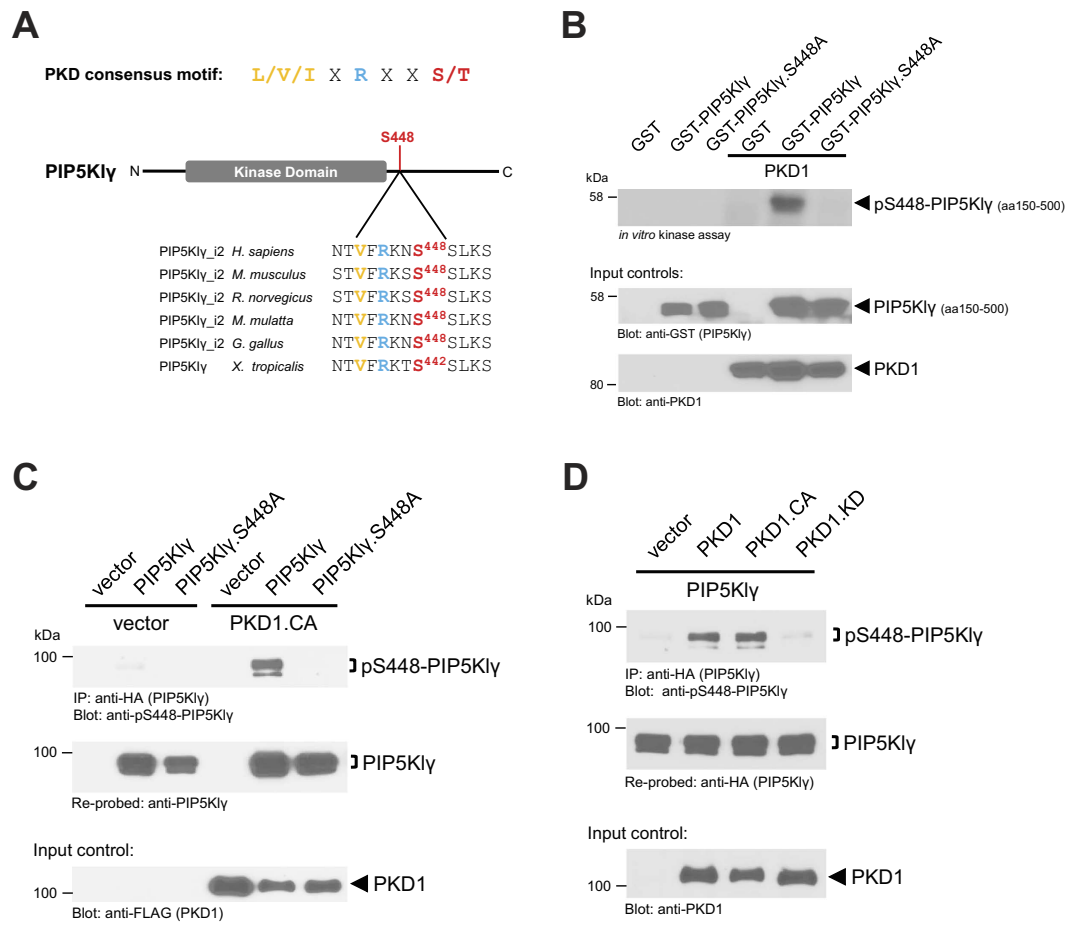 A
PKD consensus motif: L/V/I X R X X S/T
S448
PIP5KIγ N Kinase Domain C
PIP5KIγ_i2 H. sapiens NTVFRKNS448SLKS
PIP5KIγ_i2 M. musculus STVFRKSS448SLKS
PIP5KIγ_i2 R. norvegicus STVFRKSS448SLKS
PIP5KIγ_i2 M. mulatta NTVFRKNS448SLKS
PIP5KIγ_i2 G. gallus NTVFRKNS448SLKS
PIP5KIγ X. tropicalis NTVFRKTS442SLKS
B
GST GST-PIP5KIγ GST-PIP5KIγ.S448A GST GST-PIP5KIγ GST-PIP5KIγ.S448A
PKD1
kDa
58 pS448-PIP5KIγ (aa150-500)
in vitro kinase assay
Input controls:
58 PIP5KIγ (aa150-500)
Blot: anti-GST (PIP5KIγ)
PKD1
80
Blot: anti-PKD1
C
vector PIP5KIγ PIP5KIγ.S448A vector PIP5KIγ PIP5KIγ.S448A
vector PKD1.CA
kDa
100 pS448-PIP5KIγ
IP: anti-HA (PIP5KIγ)
Blot: anti-pS448-PIP5KIγ
100 PIP5KIγ
Re-probed: anti-PIP5KIγ
Input control:
100 PKD1
Blot: anti-FLAG (PKD1)
D
vector PKD1 PKD1.CA PKD1.KD
PIP5KIγ
kDa
100 pS448-PIP5KIγ
IP: anti-HA (PIP5KIγ)
Blot: anti-pS448-PIP5KIγ
100 PIP5KIγ
Re-probed: anti-HA (PIP5KIγ)
Input control:
100 PKD1
Blot: anti-PKD1